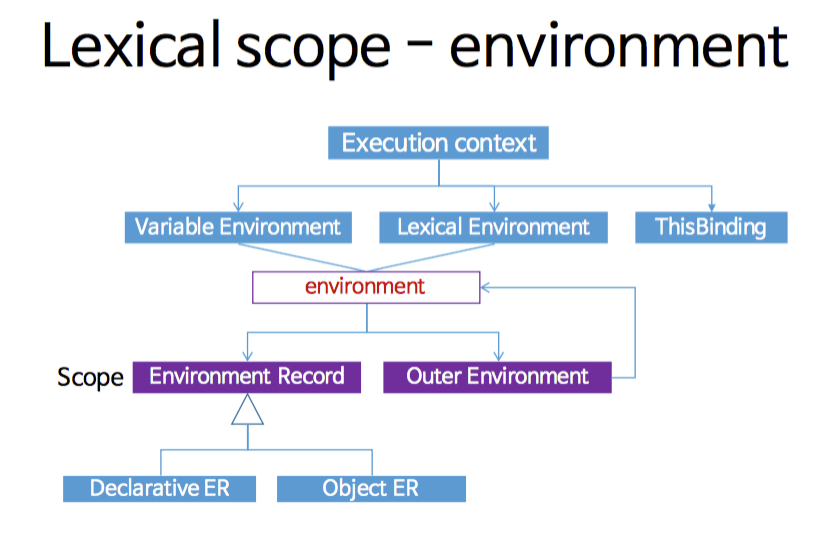 Lexical scope – environment
Execution context
Variable Environment
Lexical Environment
ThisBinding
environment
Scope
Environment Record
Outer Environment
Declarative ER
Object ER